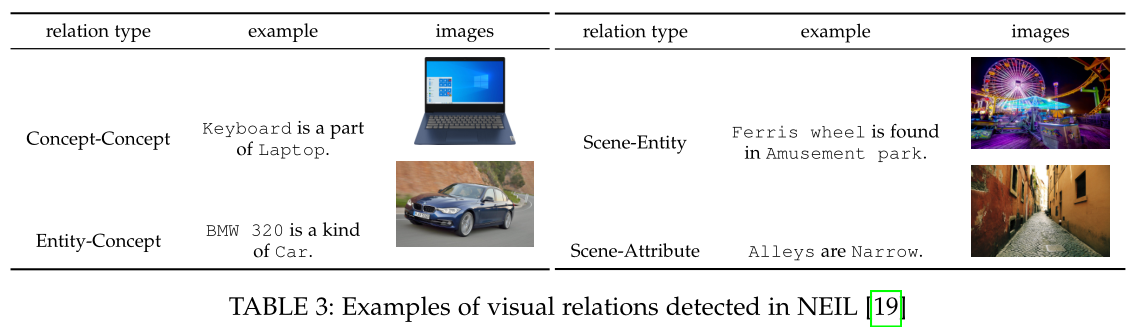 relation type example images
Concept-Concept
Keyboard is a part
of Laptop.
Entity-Concept
BMW 320 is a kind
of Car.
relation type example images
Scene-Entity
Ferris wheel is found
in Amusement park.
Scene-Attribute
Alleys are Narrow.
TABLE 3: Examples of visual relations detected in NEIL [19]